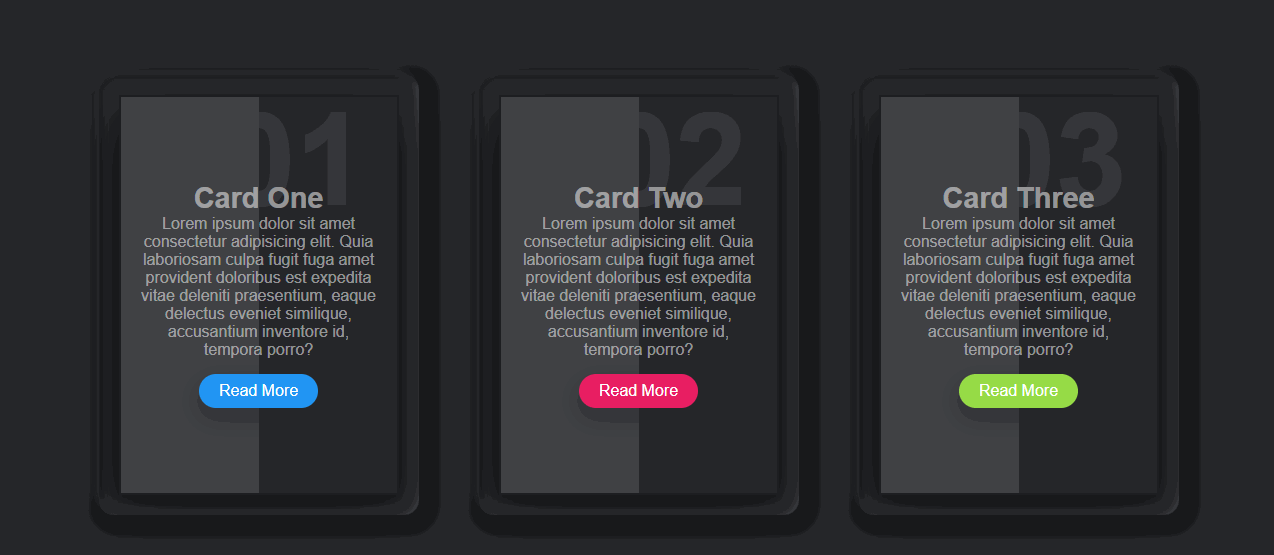 01
Card One
Lorem ipsum dolor sit amet
consectetur adipisicing elit. Quia
laboriosam culpa fugit fuga amet
provident doloribus est expedita
vitae deleniti praesentium, eaque
delectus eveniet similique,
accusantium inventore id,
tempora porro?
Read More
02
Card Two
Lorem ipsum dolor sit amet
consectetur adipisicing elit. Quia
laboriosam culpa fugit fuga amet
provident doloribus est expedita
vitae deleniti praesentium, eaque
delectus eveniet similique,
accusantium inventore id,
tempora porro?
Read More
03
Card Three
Lorem ipsum dolor sit amet
consectetur adipisicing elit. Quia
laboriosam culpa fugit fuga amet
provident doloribus est expedita
vitae deleniti praesentium, eaque
delectus eveniet similique,
accusantium inventore id,
tempora porro?
Read More